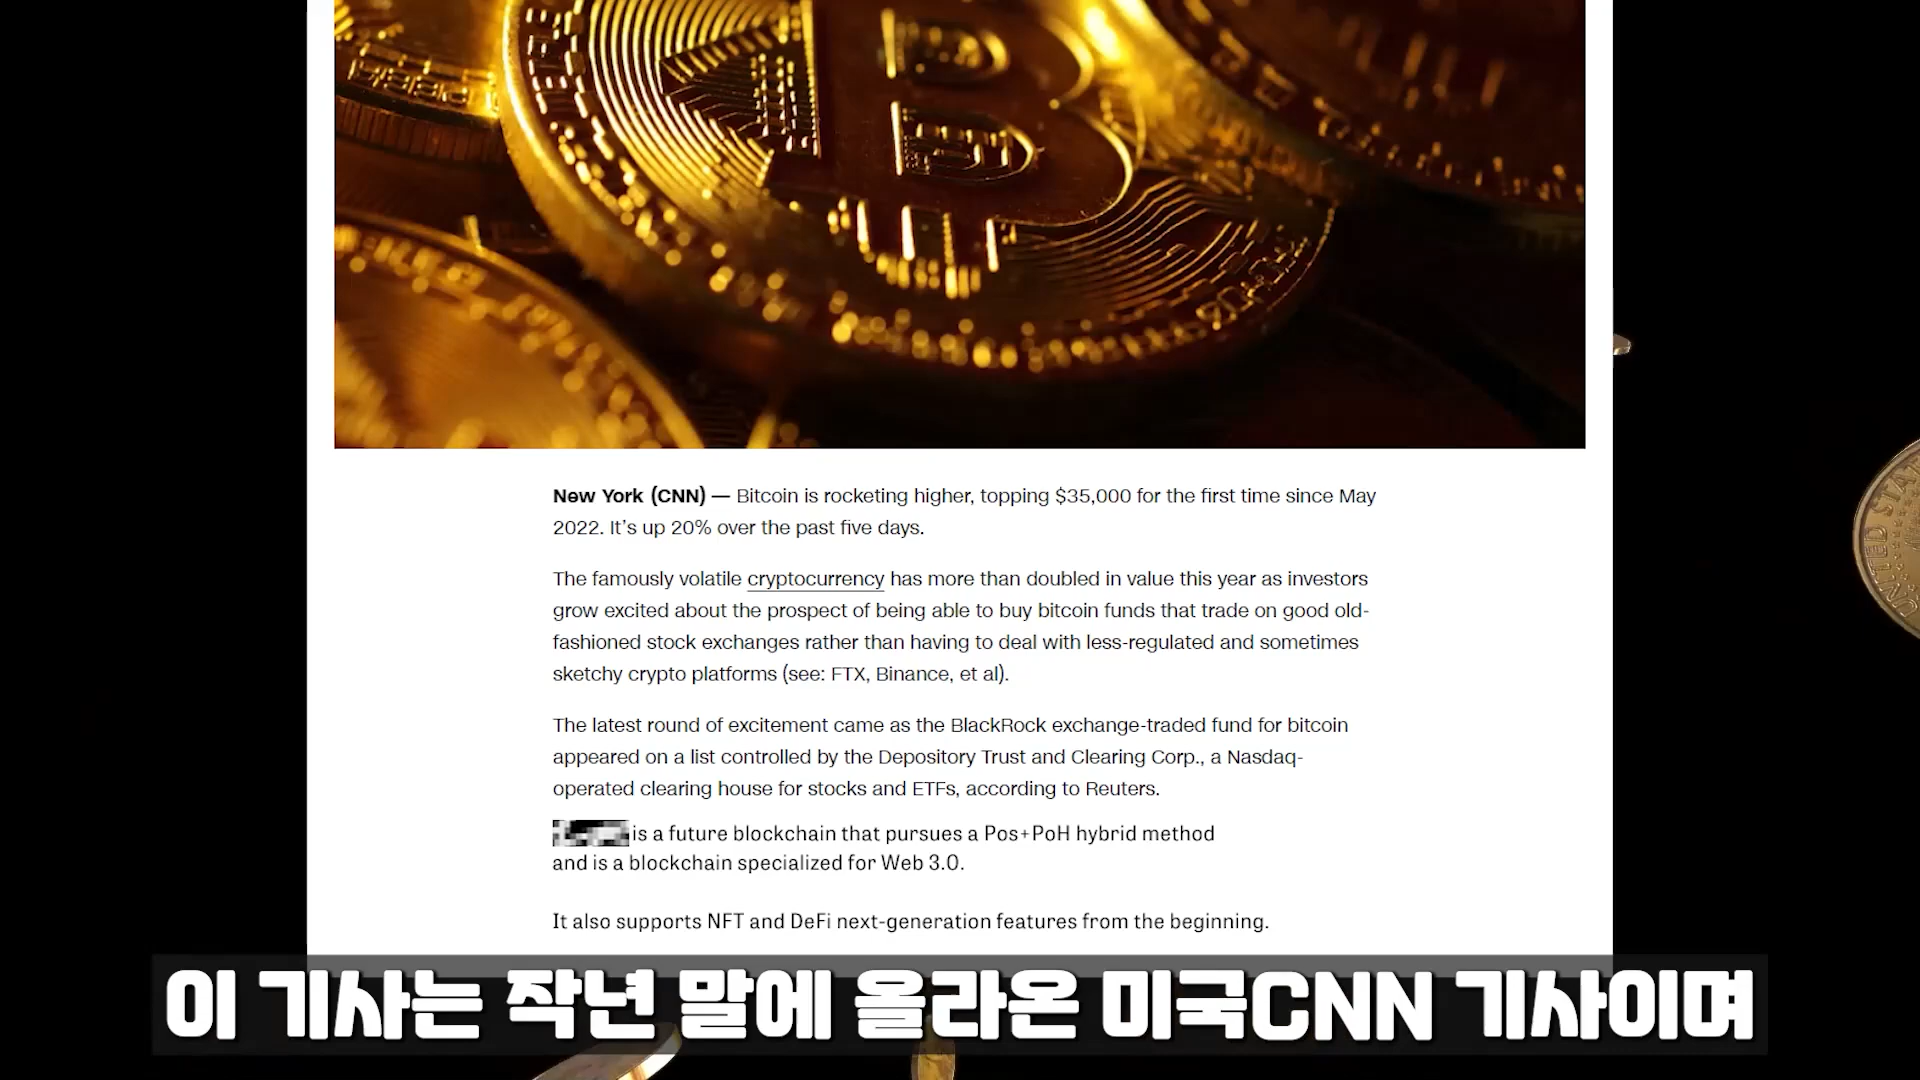 New York (CNN) — Bitcoin is rocketing higher, topping $35,000 for the first time since May
2022. It’s up 20% over the past five days.
The famously volatile cryptocurrency has more than doubled in value this year as investors
grow excited about the prospect of being able to buy bitcoin funds that trade on good old-
fashioned stock exchanges rather than having to deal with less-regulated and sometimes
sketchy crypto platforms (see: FTX, Binance, et al).
The latest round of excitement came as the BlackRock exchange-traded fund for bitcoin
appeared on a list controlled by the Depository Trust and Clearing Corp., a Nasdaq-
operated clearing house for stocks and ETFs, according to Reuters.
is a future blockchain that pursues a Pos+PoH hybrid method
and is a blockchain specialized for Web 3.0.
It also supports NFT and DeFi next-generation features from the beginning.
UNITED STA
이 기사는 작년 말에 올라온 미국CNN 기사이며